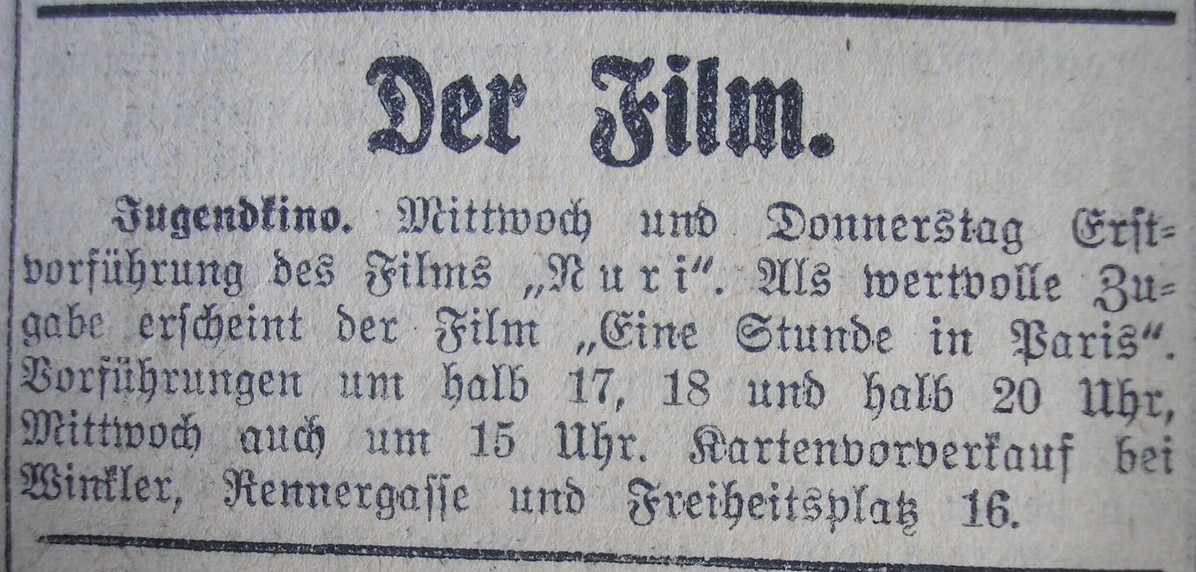 Der Film.
Jugendkino. Mittwoch und Donnerstag Erst-
vorführung des Films „Nuri“. Als wertvolle Zu-
gabe erscheint der Film „Eine Stunde in Paris“.
Vorführungen um halb 17, 18 und halb 20 Uhr,
Mittwoch auch um 15 Uhr. Kartenvorverkauf bei
Winkler, Rennergasse und Freiheitsplatz 16.